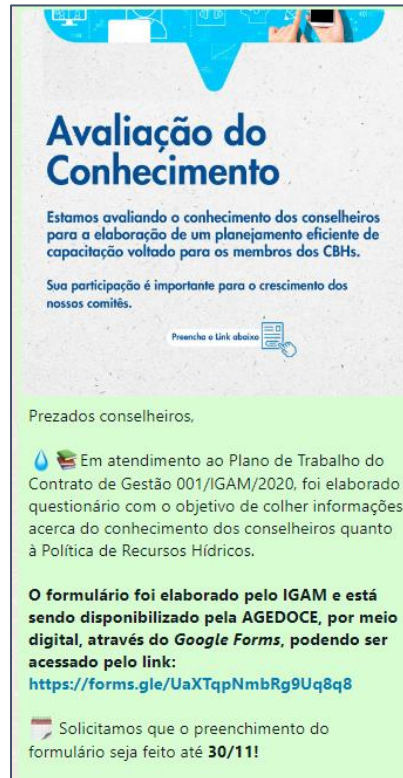 Avaliação do
Conhecimento
Estamos avaliando o conhecimento dos conselheiros
para a elaboração de um planejamento eficiente de
capacitação voltado para os membros dos CBHs.
Sua participação é importante para o crescimento dos
nossos comitês.
Preencha o Link abaixo
Prezados conselheiros,
💧 📚 Em atendimento ao Plano de Trabalho do
Contrato de Gestão 001/IGAM/2020, foi elaborado
questionário com o objetivo de colher informações
acerca do conhecimento dos conselheiros quanto
à Política de Recursos Hídricos.
O formulário foi elaborado pelo IGAM e está
sendo disponibilizado pela AGEDOCE, por meio
digital, através do Google Forms, podendo ser
acessado pelo link:
https://forms.gle/UaXTqpNmbRg9Uq8q8
🗓️ Solicitamos que o preenchimento do
formulário seja feito até 30/11!